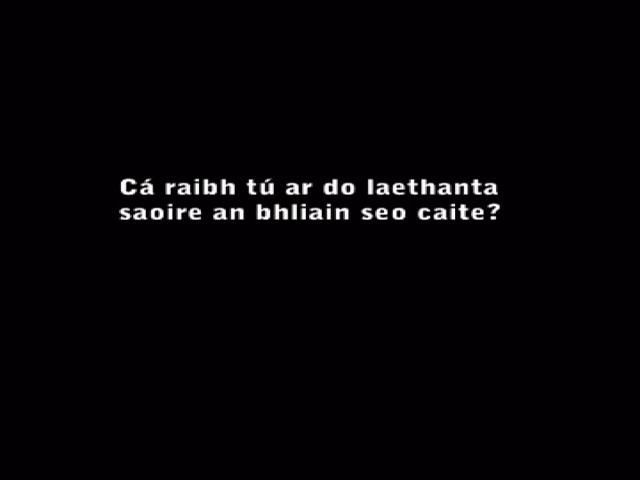 Cá raibh tú ar do laethanta
saoire an bhliain seo caite?